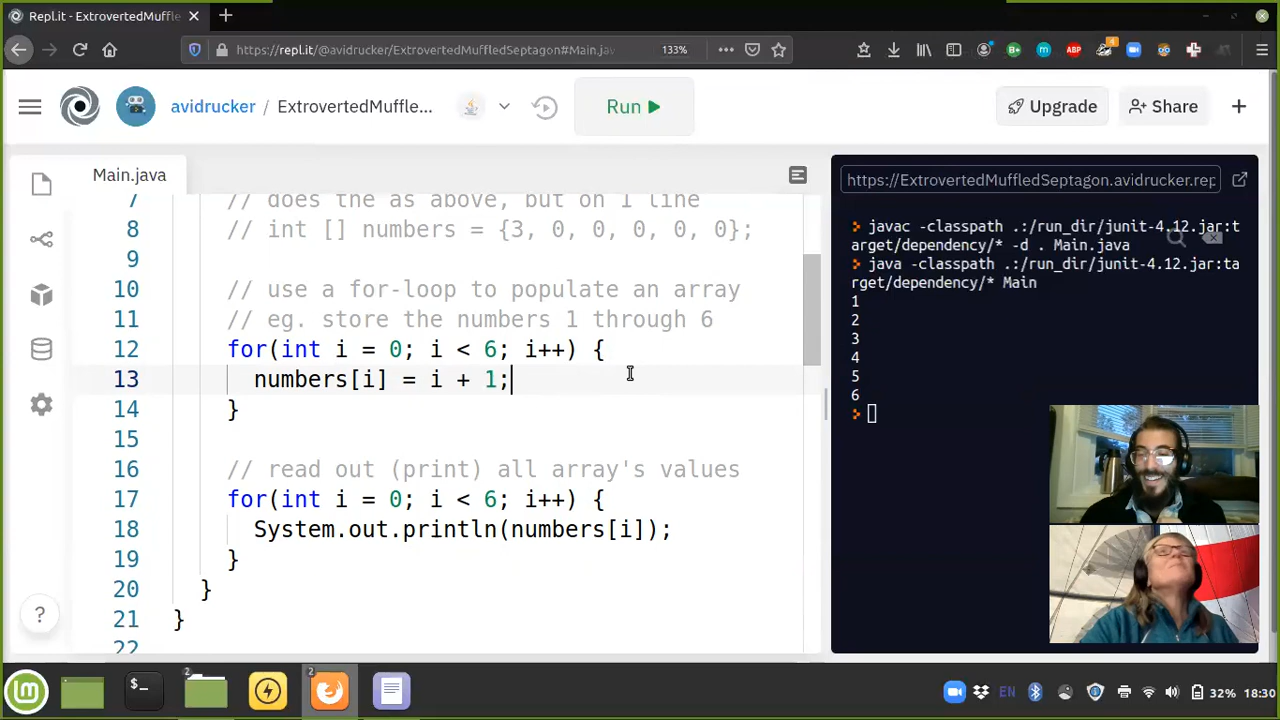 Repl.it - ExtrovertedMuffle
https://repl.it/@avidrucker/ExtrovertedMuffledSeptagon#Main.jav
133%
ABP
4
avidrucker / ExtrovertedMuffle...
Run
Upgrade
Share
Main.java
https://ExtrovertedMuffledSeptagon.avidrucker.rep
7 // does the as above, but on 1 line
8 // int [] numbers = {3, 0, 0, 0, 0, 0};
9
10 // use a for-loop to populate an array
11 // eg. store the numbers 1 through 6
12 for(int i = 0; i < 6; i++) {
13 numbers[i] = i + 1;
14 }
15
16 // read out (print) all array's values
17 for(int i = 0; i < 6; i++) {
18 System.out.println(numbers[i]);
19 }
20 }
21 }
22
> javac -classpath .:/run_dir/junit-4.12.jar:t
arget/dependency/* -d . Main.java
> java -classpath .:/run_dir/junit-4.12.jar:ta
rget/dependency/* Main
1
2
3
4
5
6
>
?
lm
>_
2
2
EN
32%
18:30